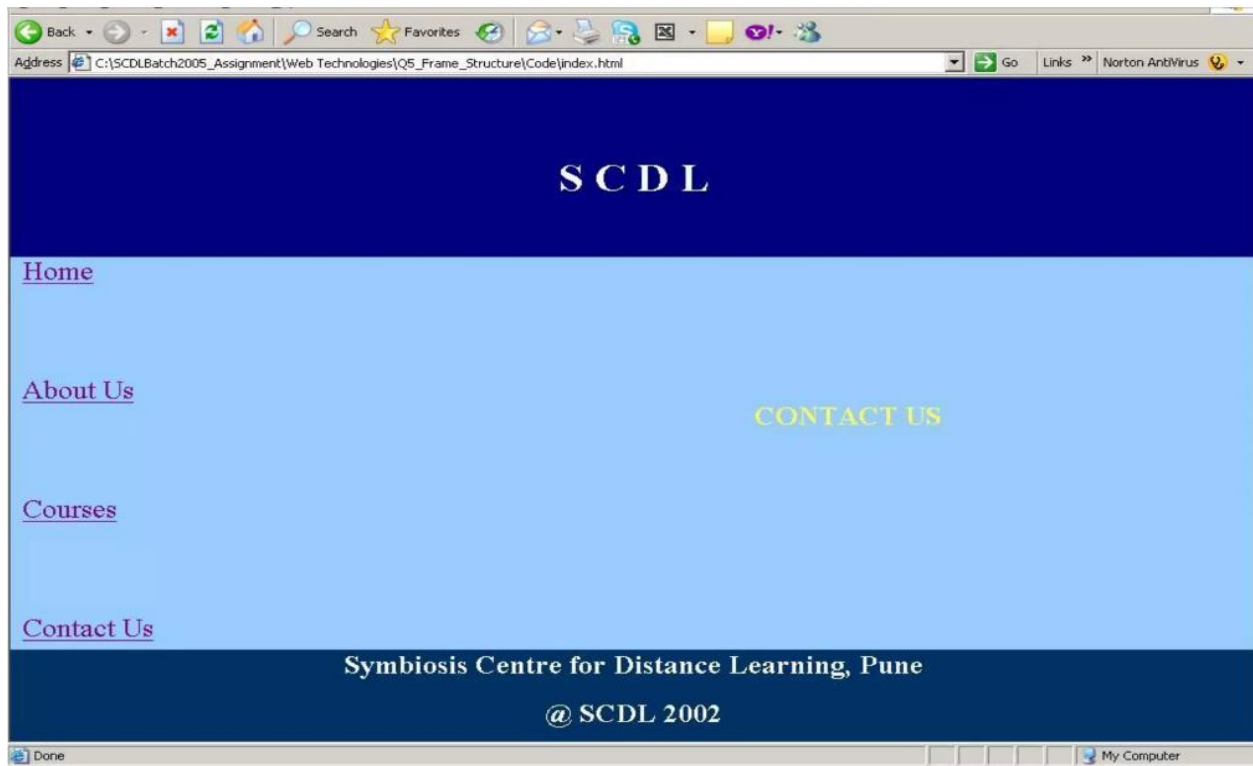 Back Search Favorites
Address C:\SCDLBatch2005_Assignment\Web Technologies\Q5_Frame_Structure\Code\index.html Go Links » Norton AntiVirus
S C D L
Home
About Us
CONTACT US
Courses
Contact Us
Symbiosis Centre for Distance Learning, Pune
@ SCDL 2002
Done My Computer